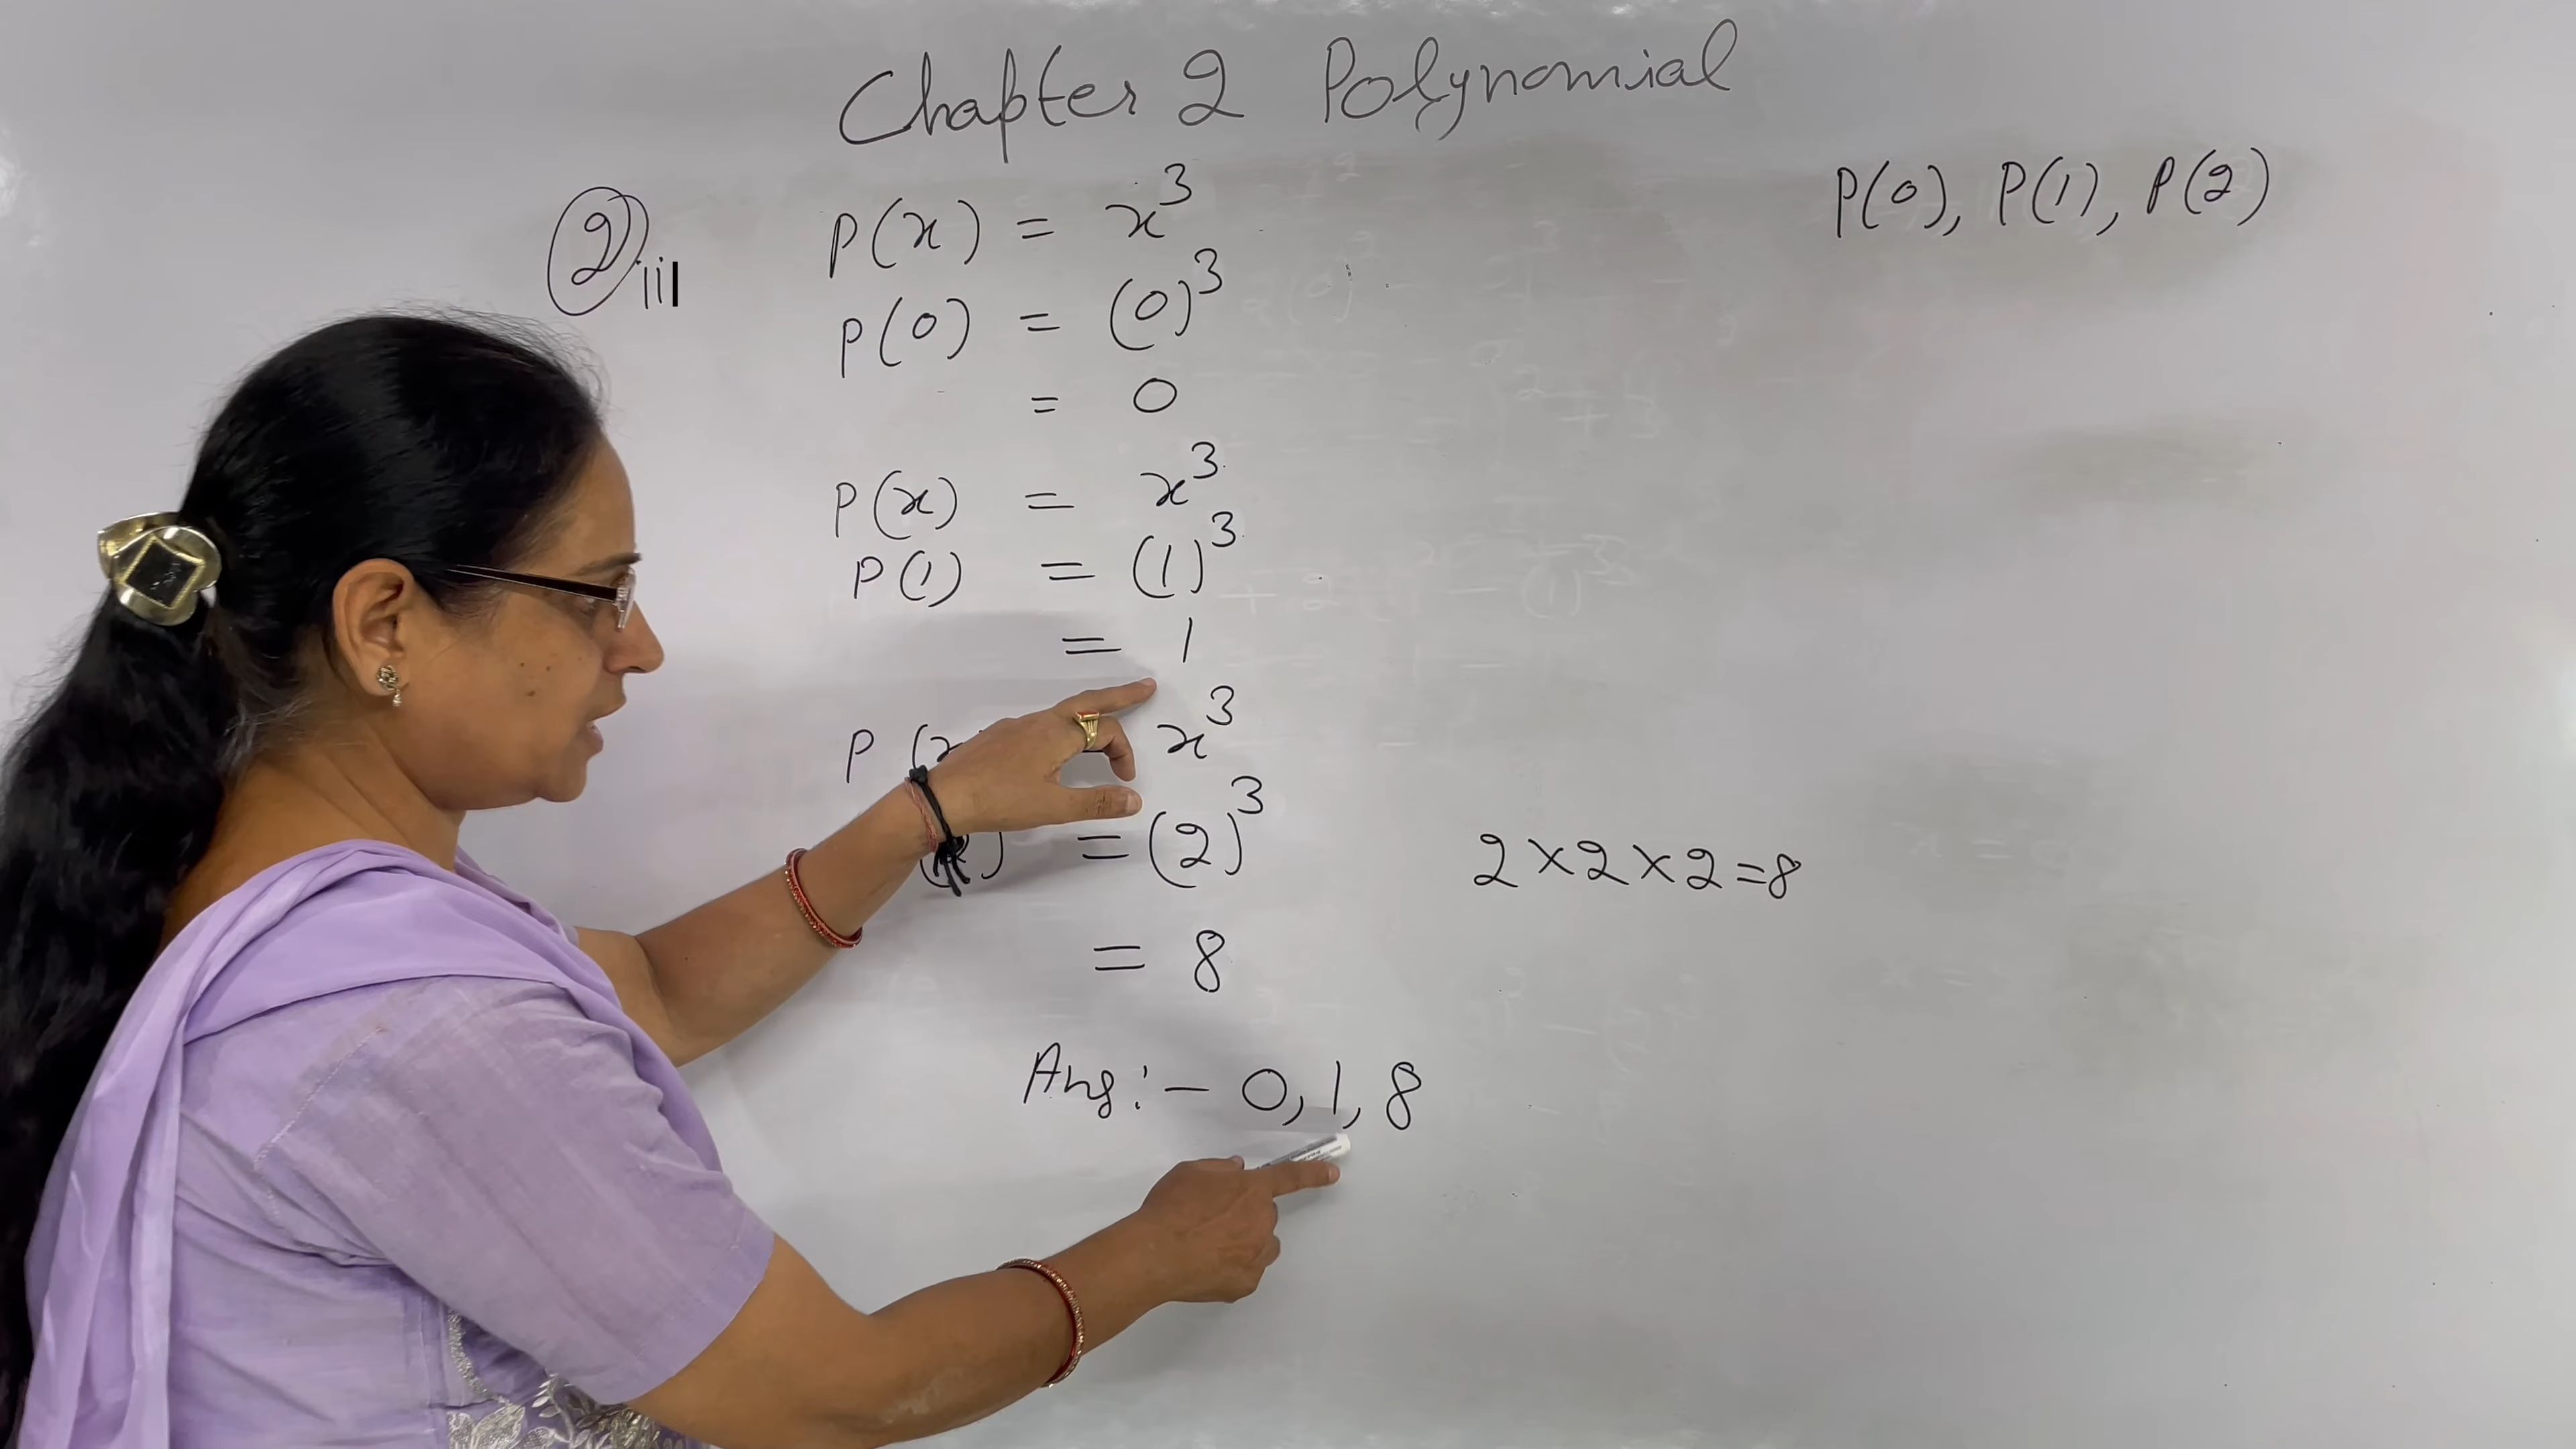 Chapter 2 Polynomial
P(0), P(1), P(2)
2 iii
P(x) = x³
P(0) = (0)³
= 0
P(x) = x³
P(1) = (1)³
= 1
P (x) = x³
(2) = (2)³
2×2×2=8
= 8
Ans:- 0, 1, 8